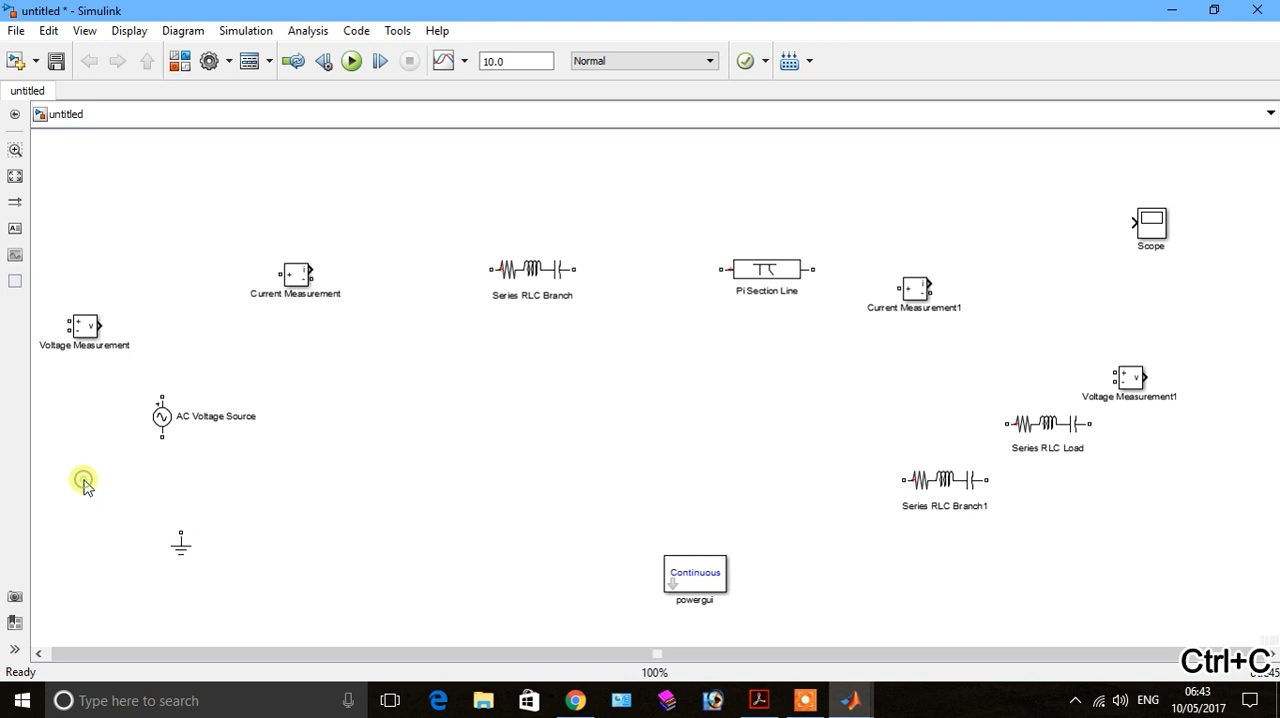 untitled * - Simulink
File Edit View Display Diagram Simulation Analysis Code Tools Help
10.0 Normal
untitled
untitled
Scope
i
+
-
Current Measurement
Series RLC Branch
Pi Section Line
i
+
-
Current Measurement1
+
-
v
Voltage Measurement
+
-
v
Voltage Measurement1
AC Voltage Source
Series RLC Load
Series RLC Branch1
Continuous
powergui
Ready
100%
Ctrl+C
Type here to search
ENG
06:43
10/05/2017